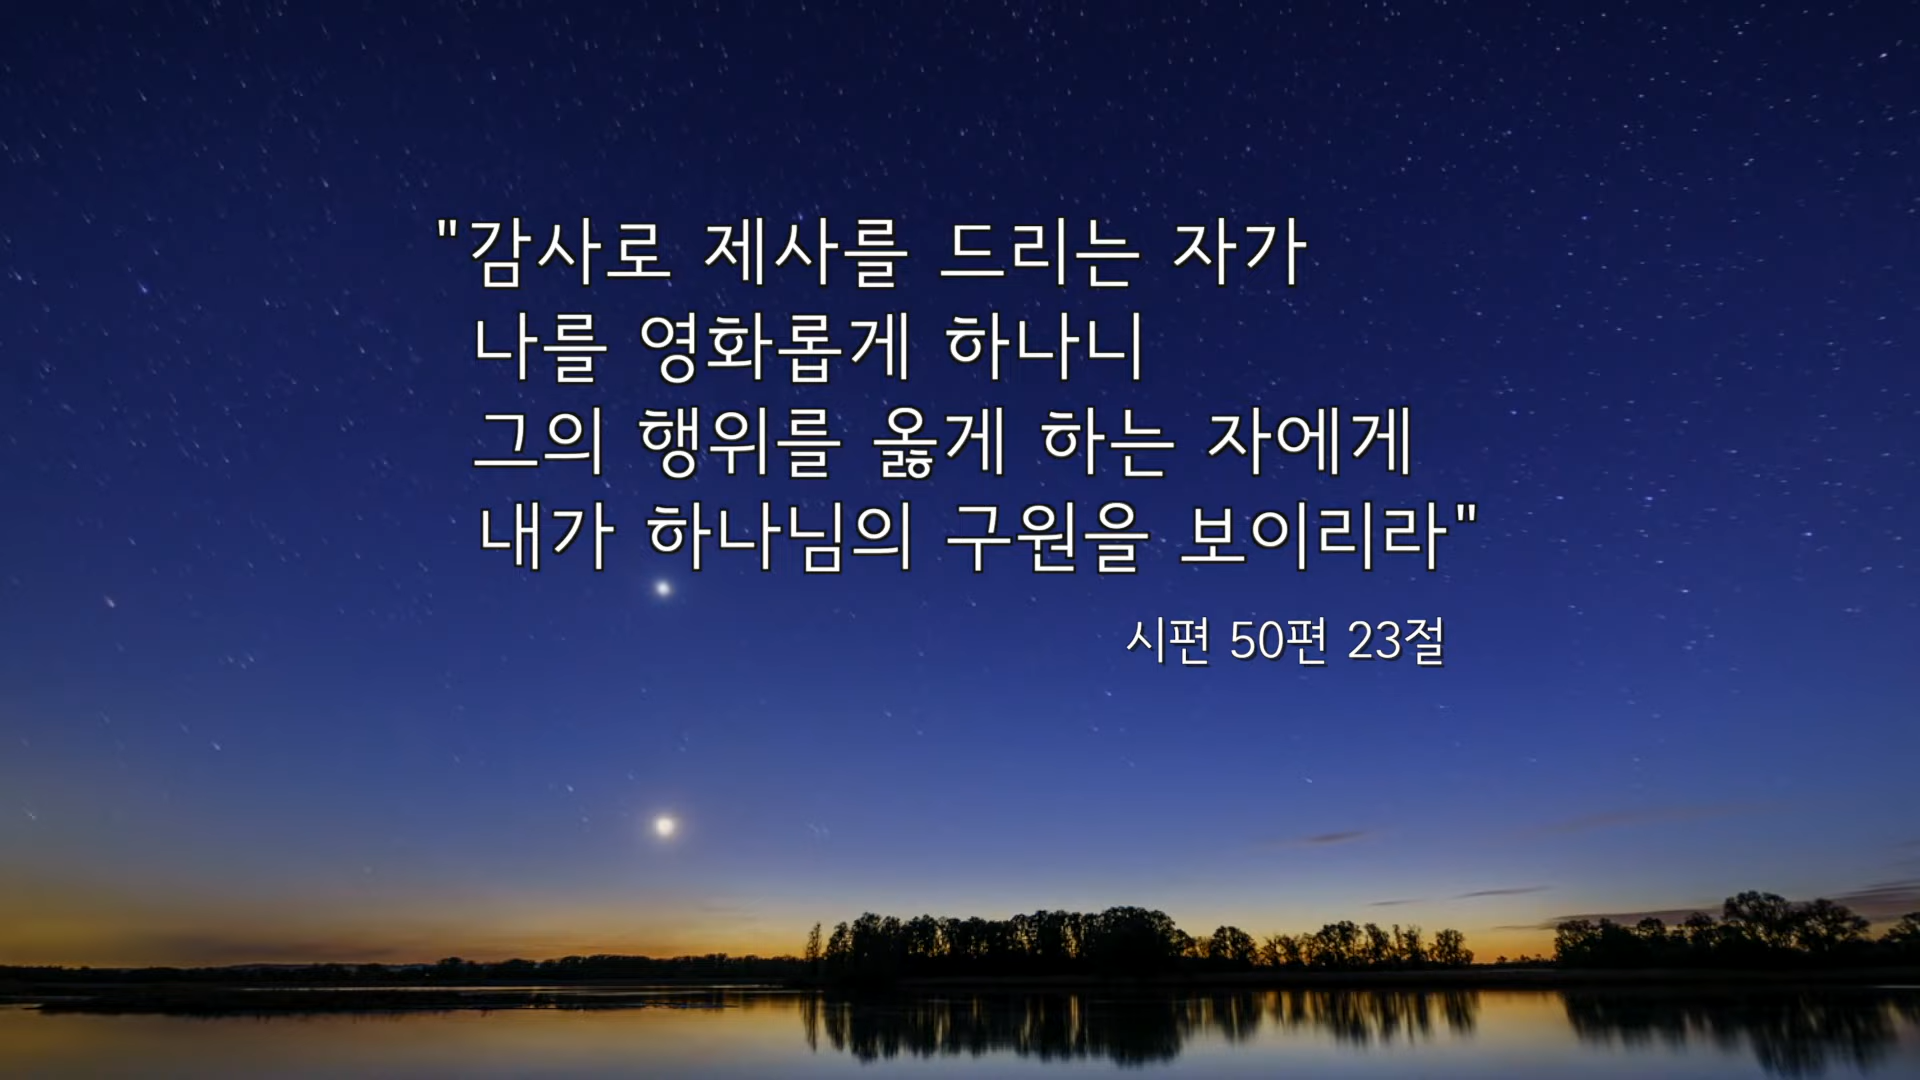 "감사로 제사를 드리는 자가
나를 영화롭게 하나니
그의 행위를 옳게 하는 자에게
내가 하나님의 구원을 보이리라"
시편 50편 23절